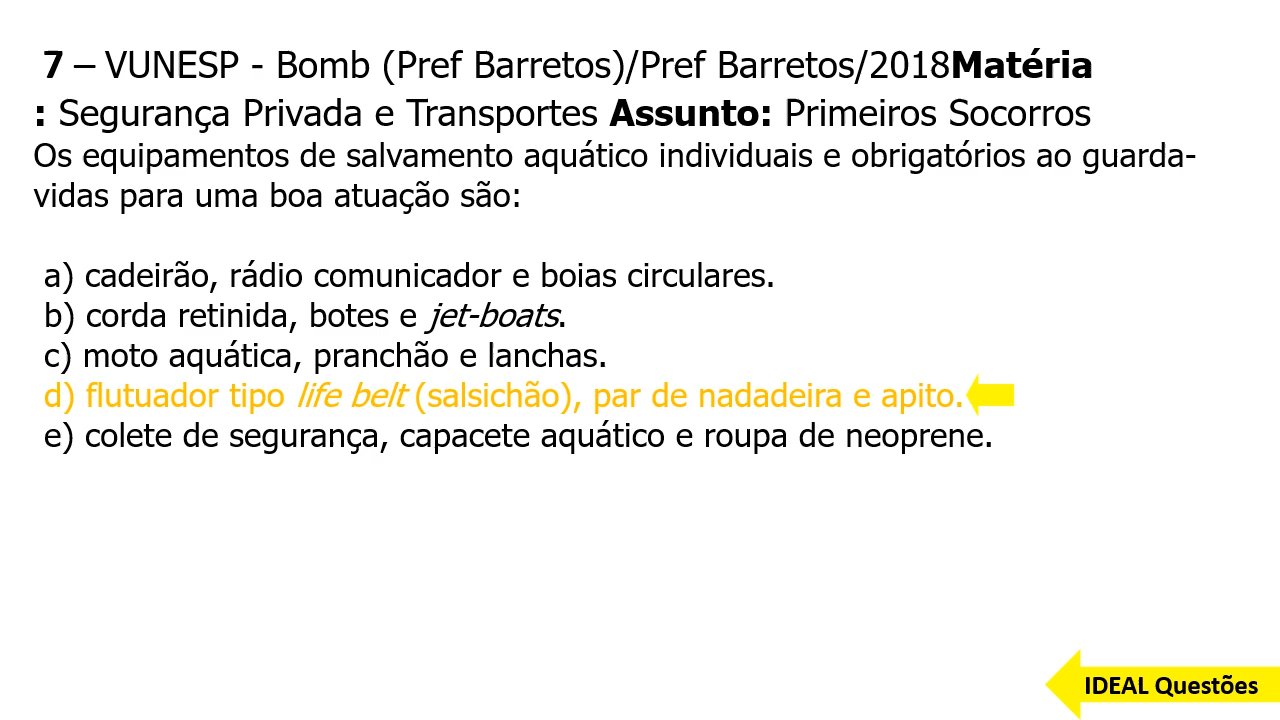 7 – VUNESP - Bomb (Pref Barretos)/Pref Barretos/2018Matéria
: Segurança Privada e Transportes Assunto: Primeiros Socorros
Os equipamentos de salvamento aquático individuais e obrigatórios ao guarda-
vidas para uma boa atuação são:
a) cadeirão, rádio comunicador e boias circulares.
b) corda retinida, botes e jet-boats.
c) moto aquática, pranchão e lanchas.
d) flutuador tipo life belt (salsichão), par de nadadeira e apito.
e) colete de segurança, capacete aquático e roupa de neoprene.
IDEAL Questões